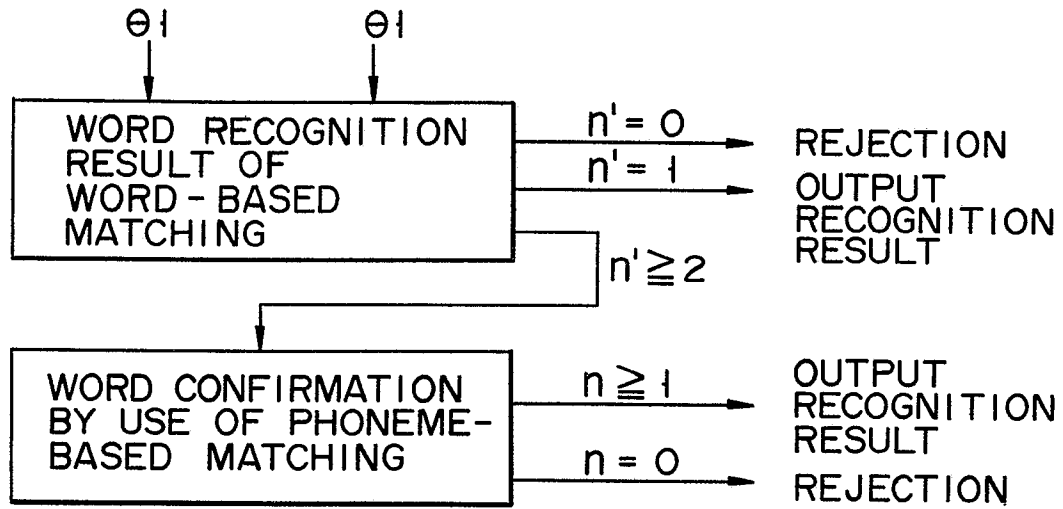 θ1 θ1
WORD RECOGNITION
RESULT OF
WORD-BASED
MATCHING
n' = 0
REJECTION
n' = 1
OUTPUT
RECOGNITION
RESULT
n' ≧ 2
WORD CONFIRMATION
BY USE OF PHONEME-
BASED MATCHING
n ≧ 1
OUTPUT
RECOGNITION
RESULT
n = 0
REJECTION